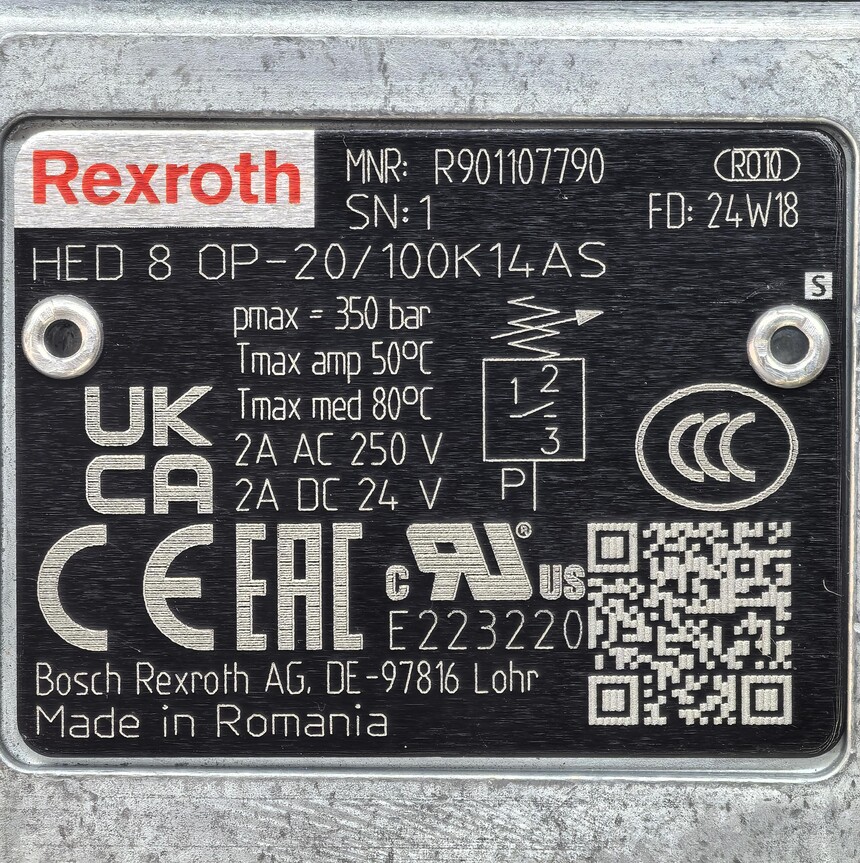 Rexroth
MNR: R901107790
RO10
SN: 1
FD: 24W18
HED 8 OP-20/100K14AS
S
pmax = 350 bar
Tmax amp 50°C
Tmax med 80°C
2A AC 250 V
2A DC 24 V
1 2
3
P
UK
CA
CCC
CE
EAC
c RU® US
E223220
Bosch Rexroth AG, DE-97816 Lohr
Made in Romania